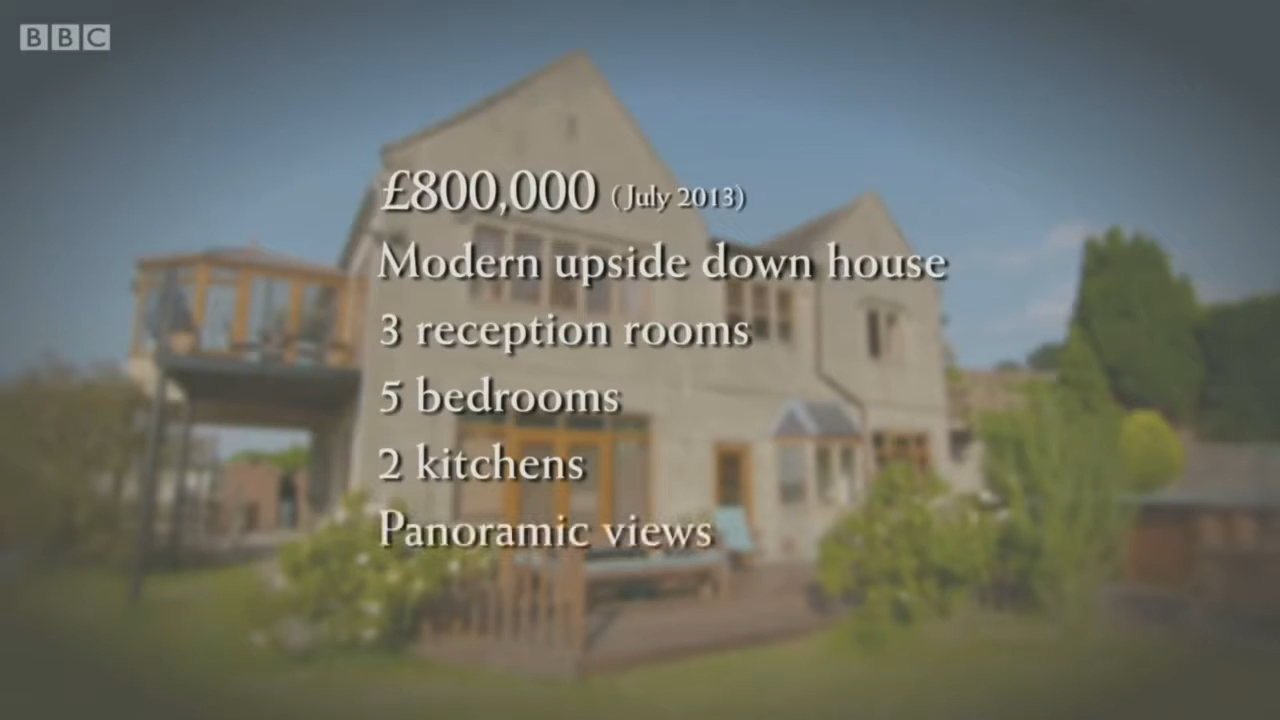 BBC
£800,000 (July 2013)
Modern upside down house
3 reception rooms
5 bedrooms
2 kitchens
Panoramic views